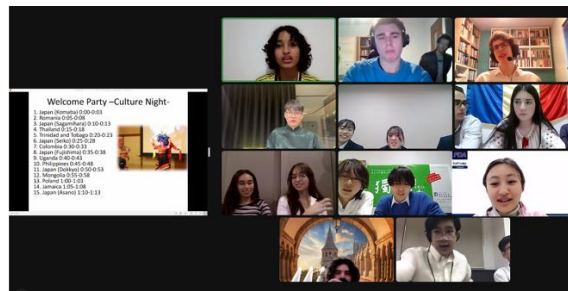 Welcome Party –Culture Night-
1. Japan (Komaba) 0:00-0:03
2. Romania 0:05-0:08
3. Japan (Sagamihara) 0:10-0:13
4. Thailand 0:15-0:18
5. Trinidad and Tobago 0:20-0:23
6. Japan (Seiko) 0:25-0:28
7. Colombia 0:30-0:33
8. Japan (Fujishima) 0:35-0:38
9. Uganda 0:40-0:43
10. Philippines 0:45-0:48
11. Japan (Dokkyo) 0:50-0:53
12. Mongolia 0:55-0:58
13. Poland 1:00-1:03
14. Jamaica 1:05-1:08
15. Japan (Asano) 1:10-1:13
PDA